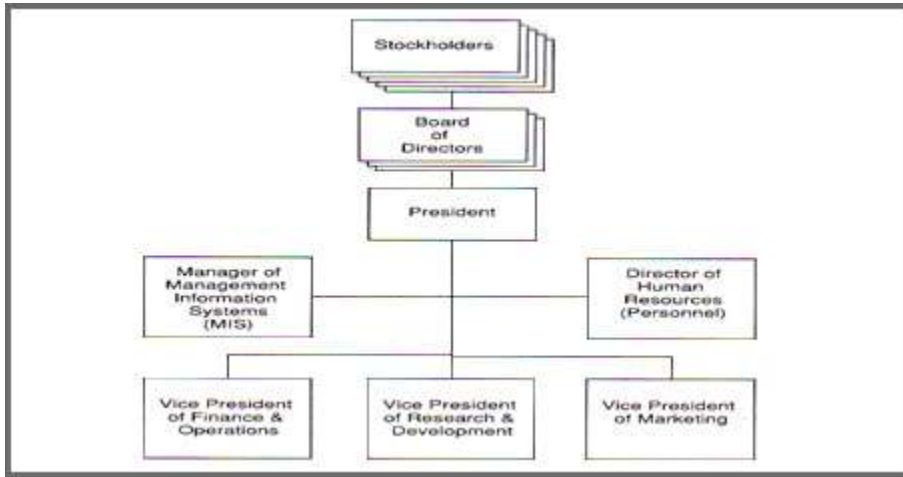 Stockholders
Board
of
Directors
President
Manager of
Management
Information
Systems
(MIS)
Director of
Human
Resources
(Personnel)
Vice President
of Finance &
Operations
Vice President
of Research &
Development
Vice President
of Marketing